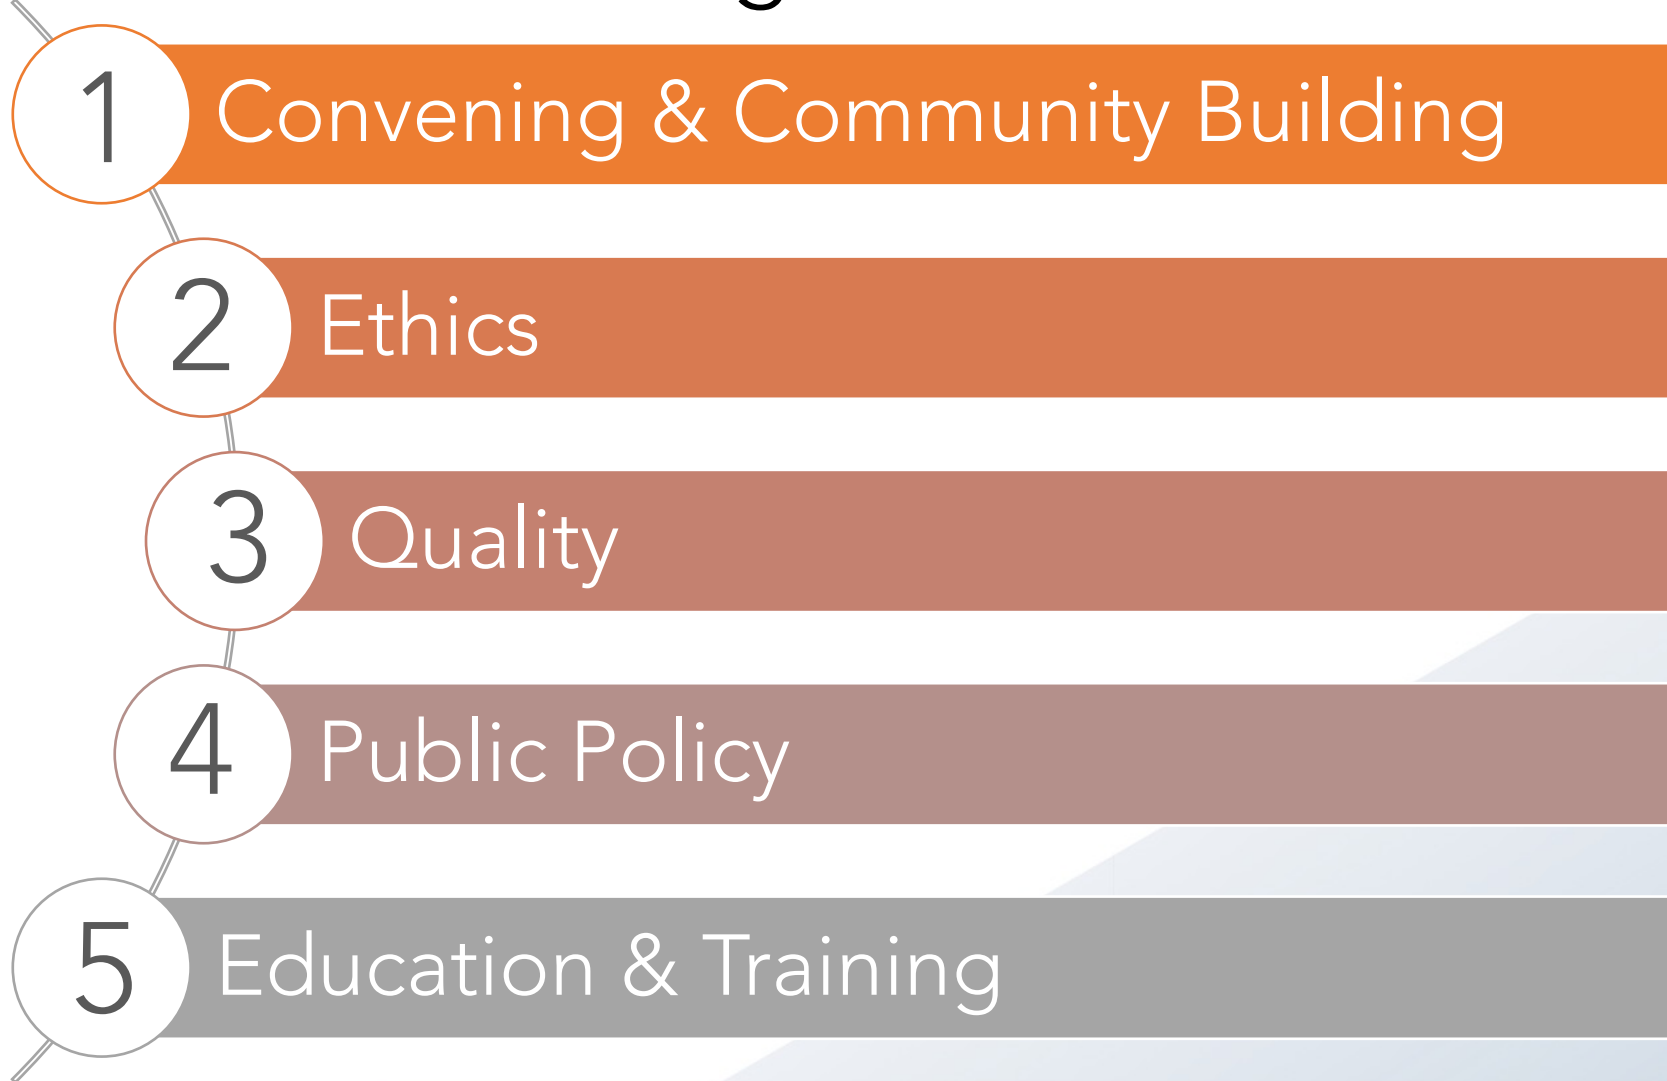 1 Convening & Community Building
2 Ethics
3 Quality
4 Public Policy
5 Education & Training